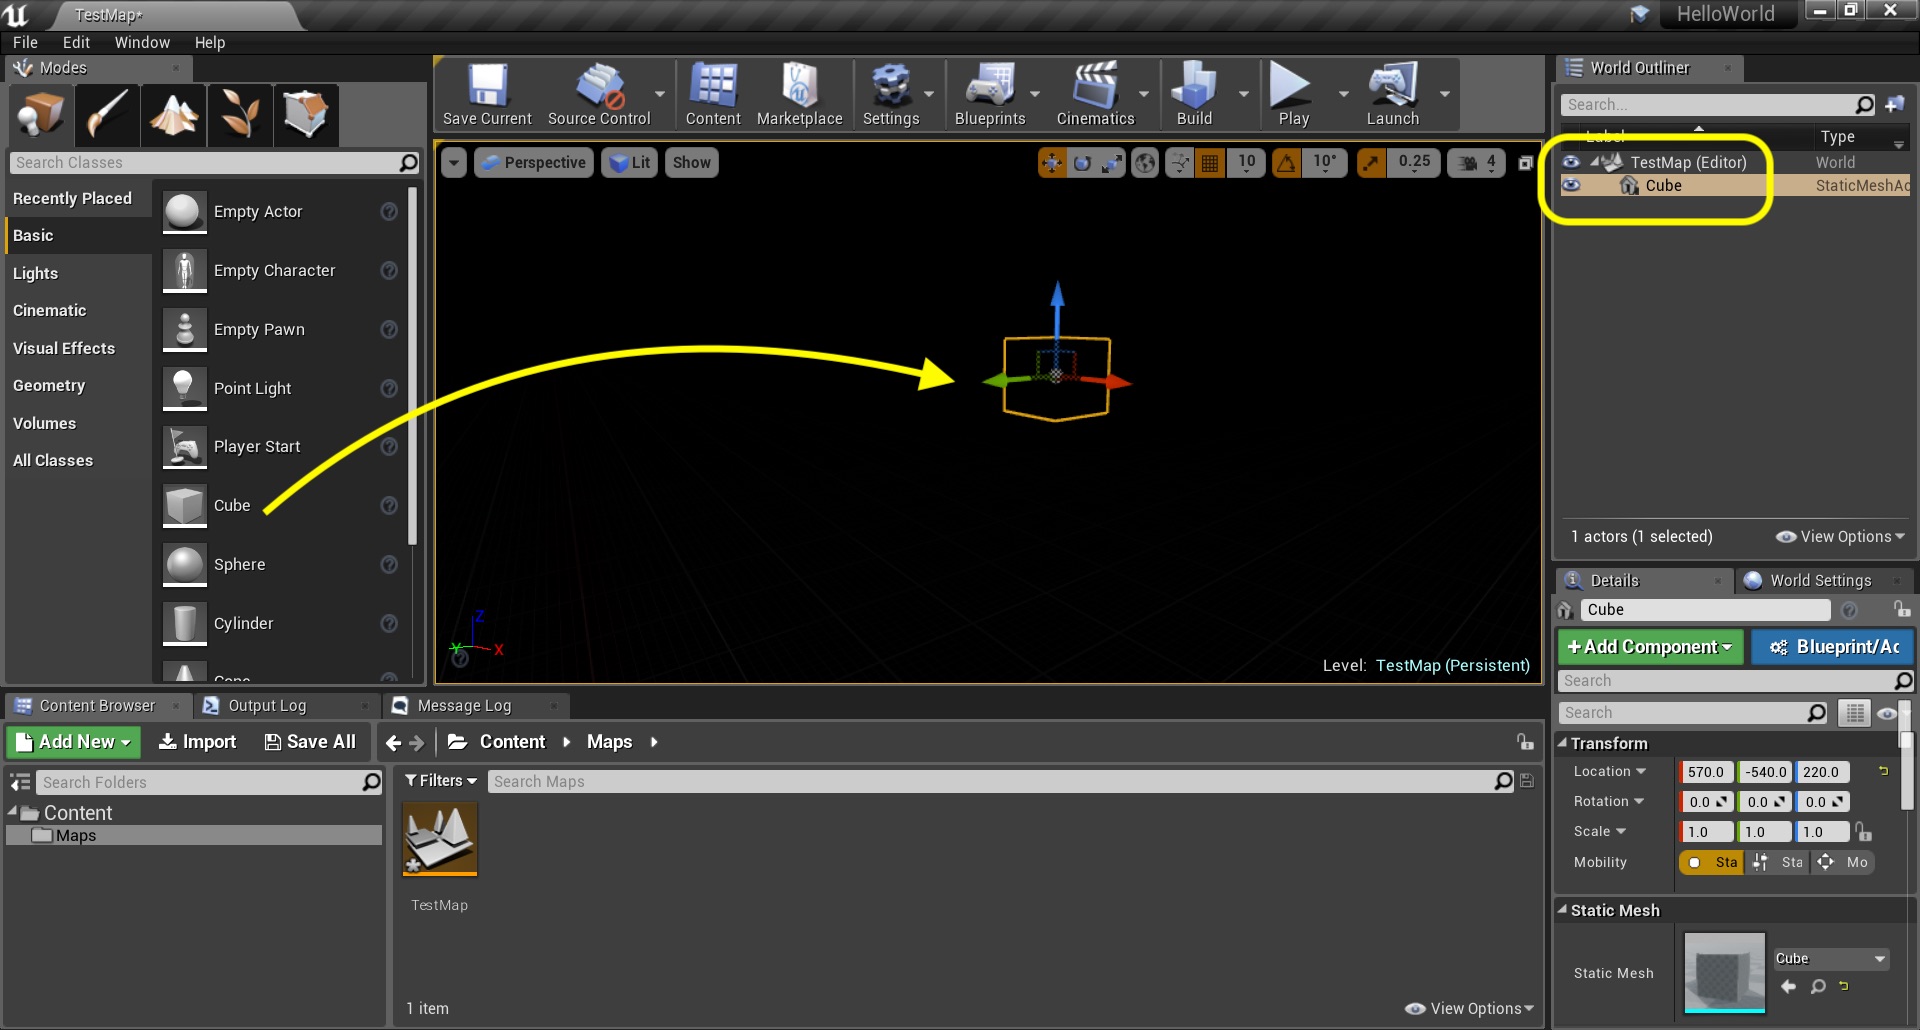 TestMap*
HelloWorld
File Edit Window Help
Modes
Search Classes
Recently Placed
Basic
Lights
Cinematic
Visual Effects
Geometry
Volumes
All Classes
Empty Actor
Empty Character
Empty Pawn
Point Light
Player Start
Cube
Sphere
Cylinder
Cone
Save Current Source Control Content Marketplace Settings Blueprints Cinematics Build Play Launch
Perspective Lit Show
10 10° 0.25 4
Z
Y X
Level: TestMap (Persistent)
World Outliner
Search...
Label Type
TestMap (Editor) World
Cube StaticMeshAc
1 actors (1 selected) View Options
Details World Settings
Cube
+Add Component Blueprint/Ac
Search
Search
Transform
Location 570.0 -540.0 220.0
Rotation 0.0 0.0 0.0
Scale 1.0 1.0 1.0
Mobility Sta Sta Mo
Static Mesh
Static Mesh Cube
Content Browser Output Log Message Log
Add New Import Save All Content Maps
Search Folders
Content
Maps
Filters Search Maps
TestMap
1 item View Options